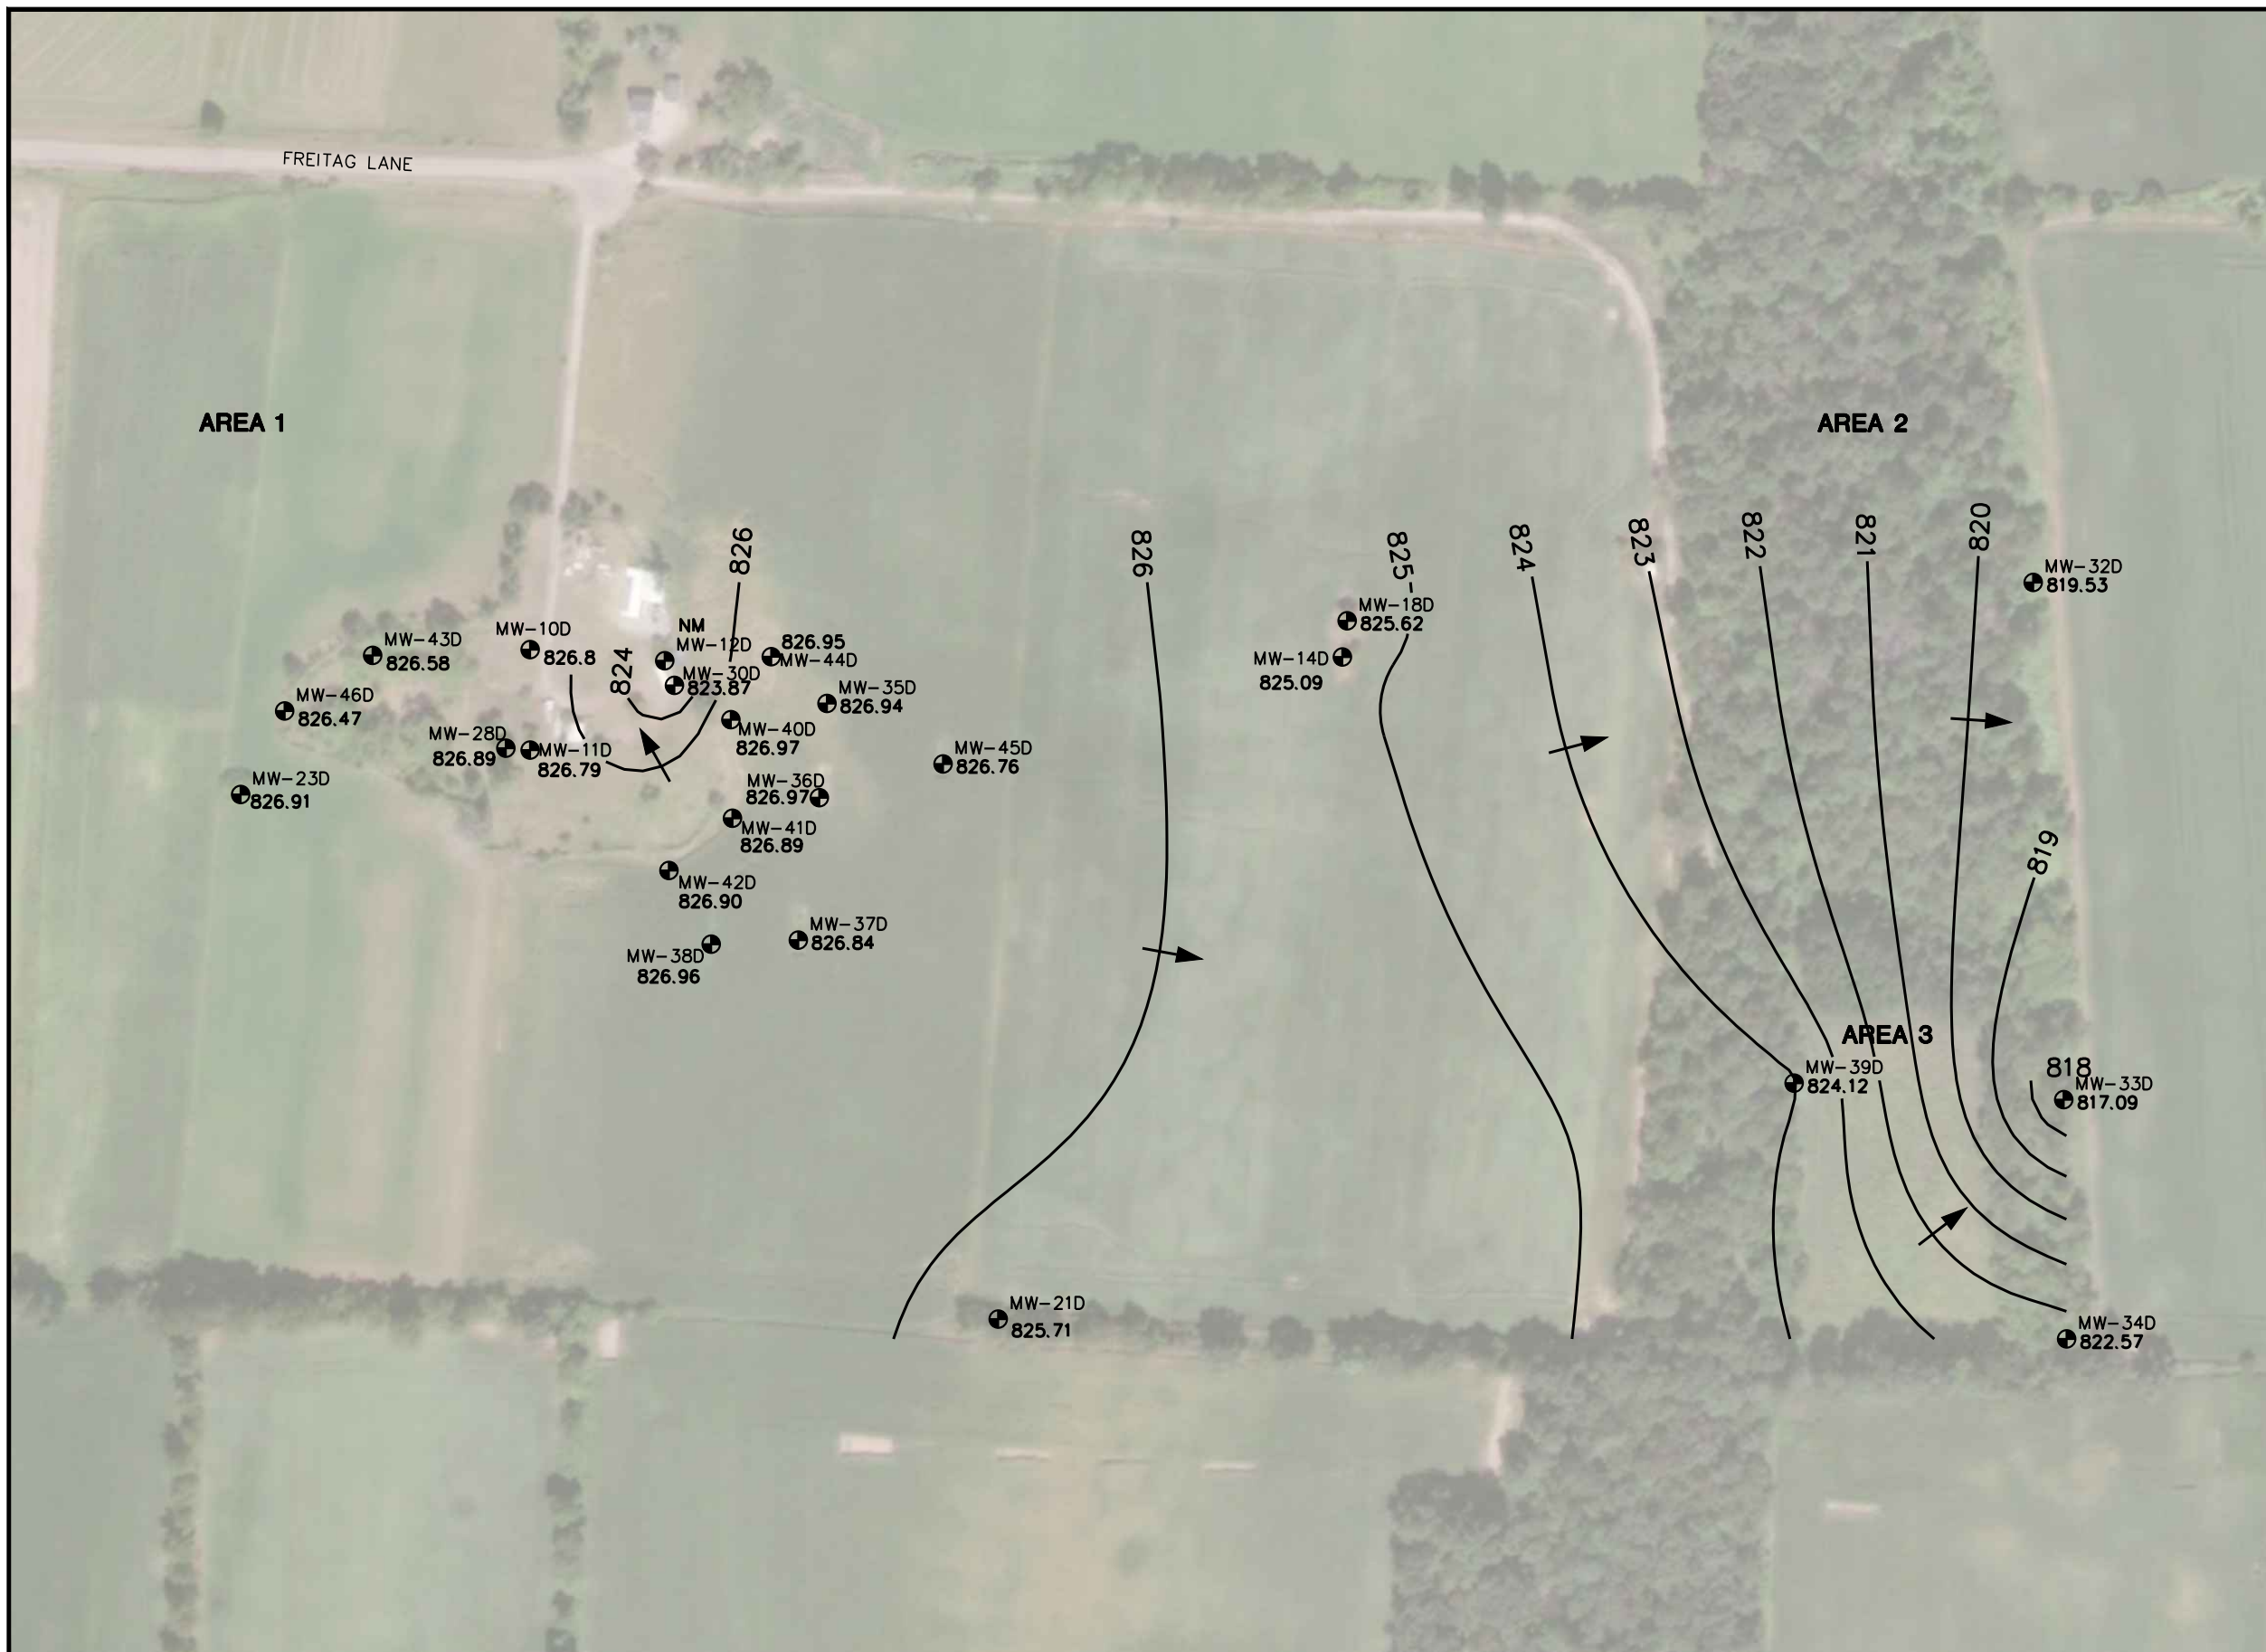 FREITAG LANE
AREA 1
AREA 2
826
826
825
824
823
822
821
820
MW-32D
819.53
MW-18D
825.62
MW-14D
825.09
MW-10D
826.8
NM
MW-12D
826.95
MW-44D
MW-43D
826.58
824
MW-30D
823.87
MW-35D
826.94
MW-46D
826.47
MW-28D
826.89
MW-11D
826.79
MW-40D
826.97
MW-45D
826.76
MW-23D
826.91
MW-36D
826.97
MW-41D
826.89
819
MW-42D
826.90
MW-37D
826.84
MW-38D
826.96
AREA 3
MW-39D
824.12
818
MW-33D
817.09
MW-21D
825.71
MW-34D
822.57